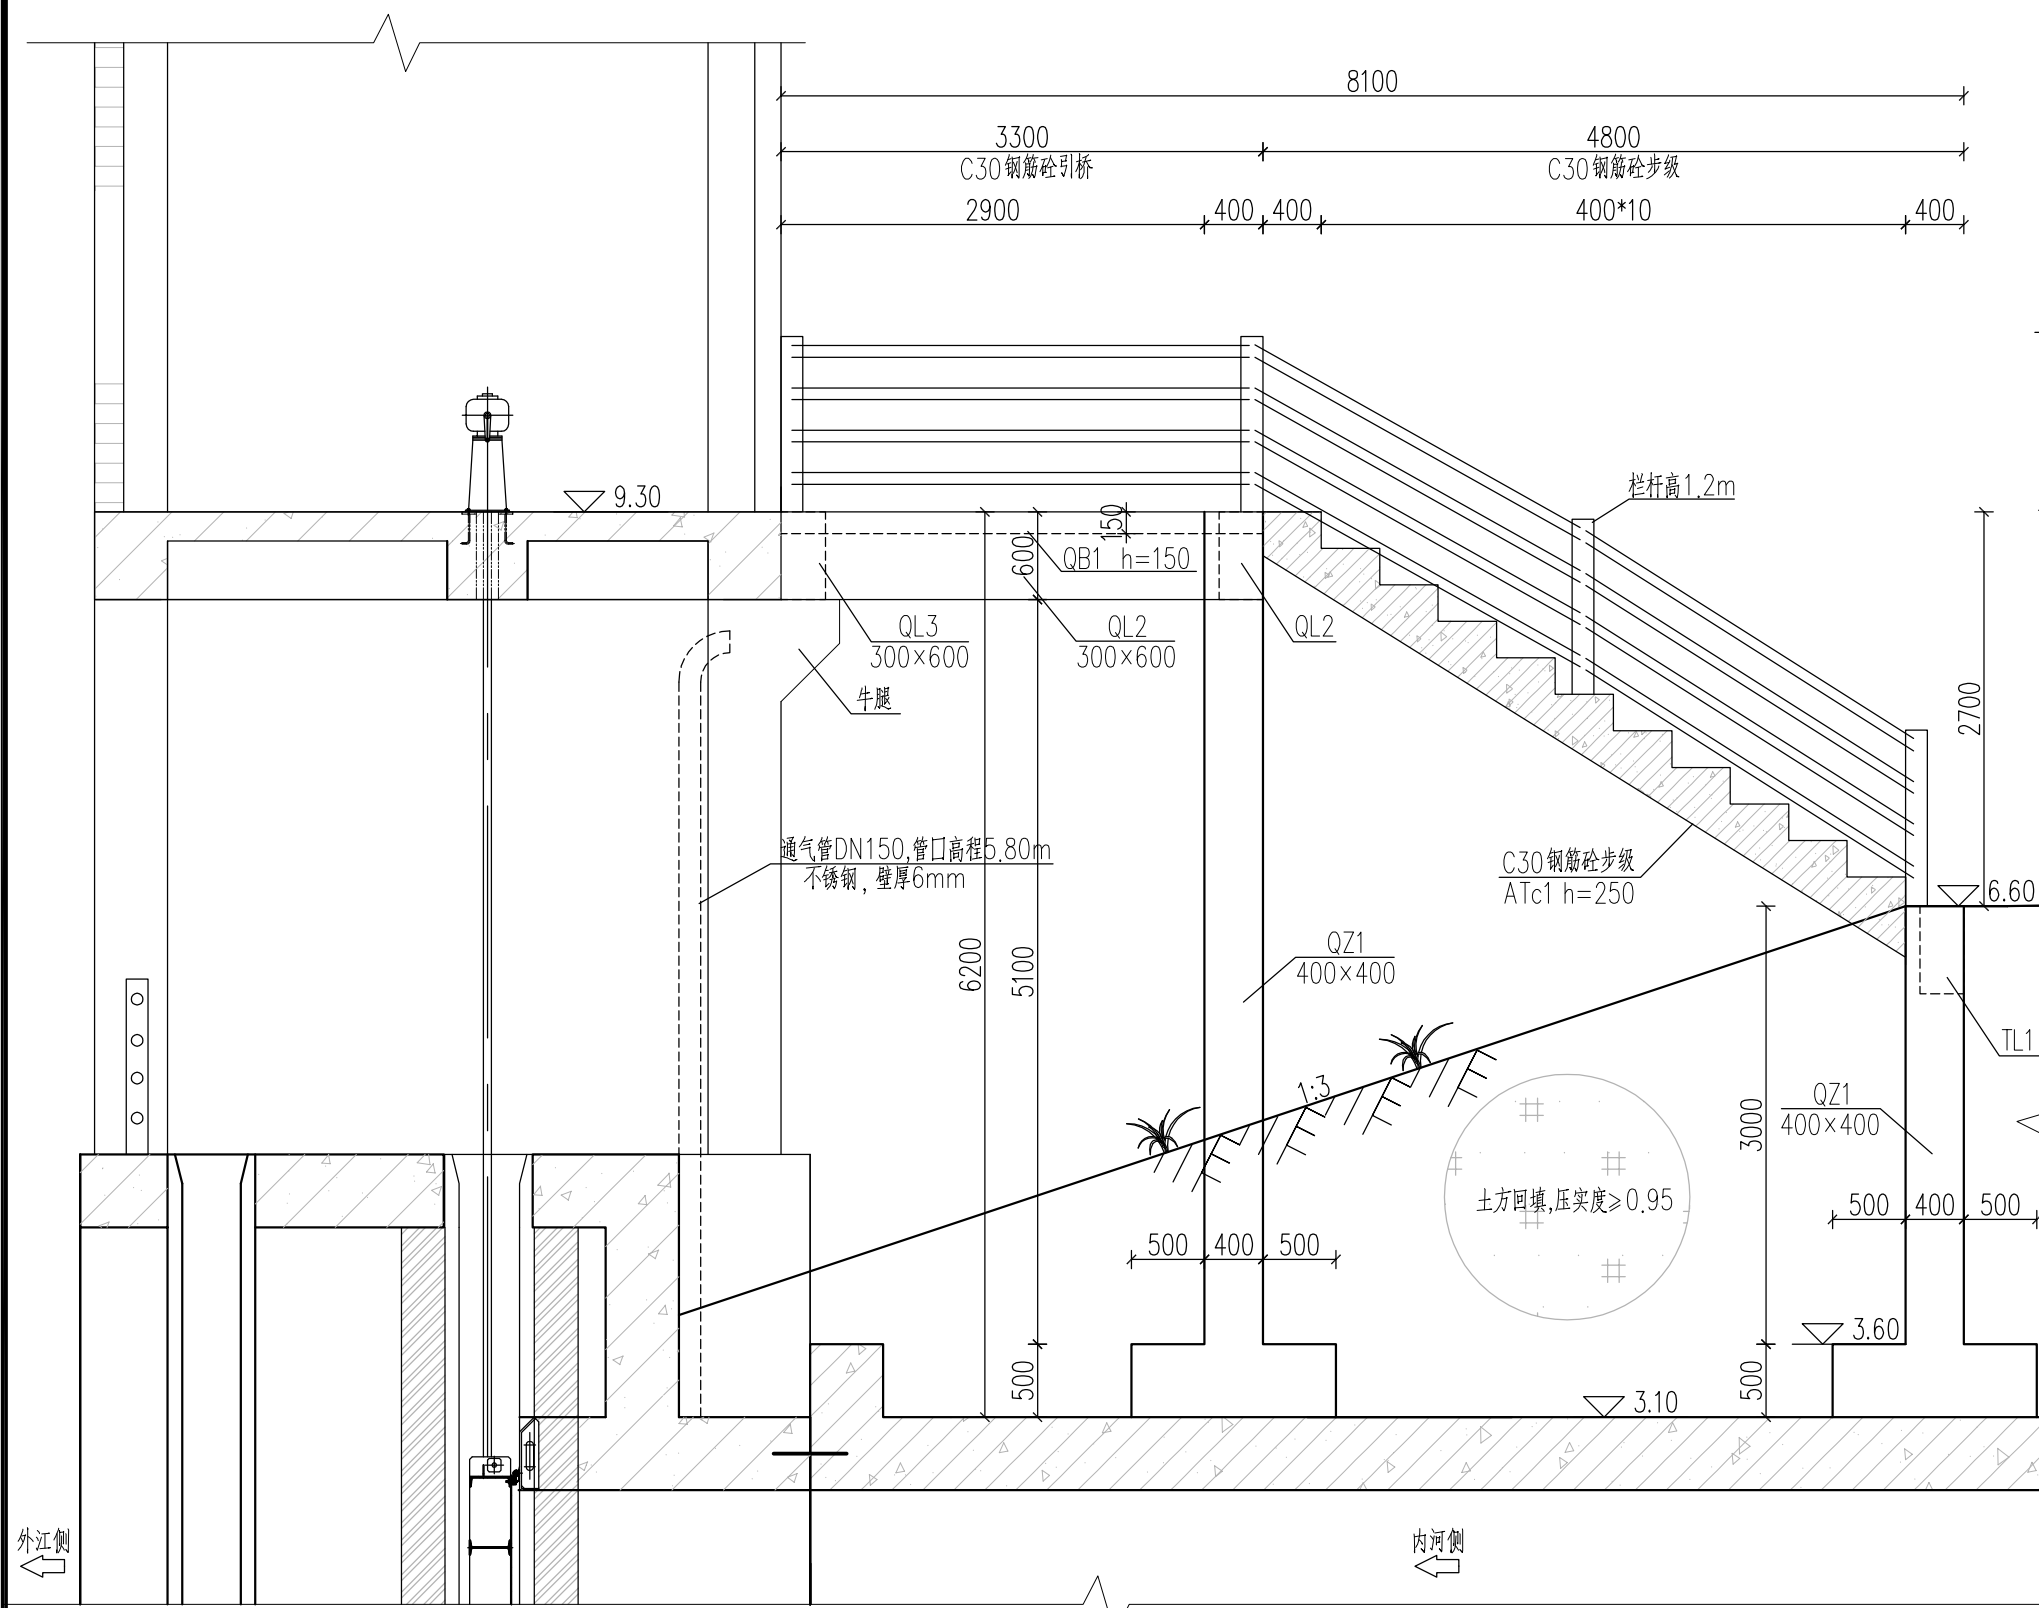 8100
3300
4800
C30钢筋砼引桥
C30钢筋砼步级
2900
400
400
400*10
400
栏杆高1.2m
9.30
150
600
QB1 h=150
QL3
300×600
QL2
300×600
QL2
2700
牛腿
通气管DN150,管口高程5.80m
不锈钢,壁厚6mm
C30钢筋砼步级
ATc1 h=250
6.60
QZ1
400×400
6200
5100
TL1
1:3
QZ1
400×400
3000
土方回填,压实度≥0.95
500
400
500
500
400
500
3.60
500
500
3.10
外江侧
内河侧